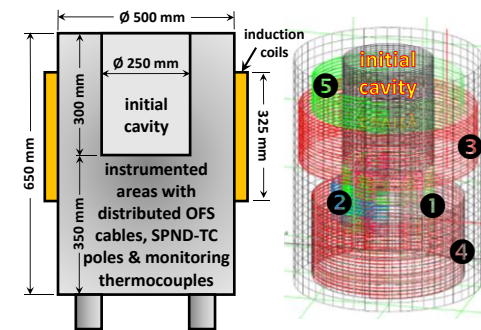 Ø 500 mm
induction
coils
Ø 250 mm
initial
cavity
300 mm
325 mm
650 mm
350 mm
instrumented
areas with
distributed OFS
cables, SPND-TC
poles & monitoring
thermocouples
initial
cavity
5
3
2
1
4